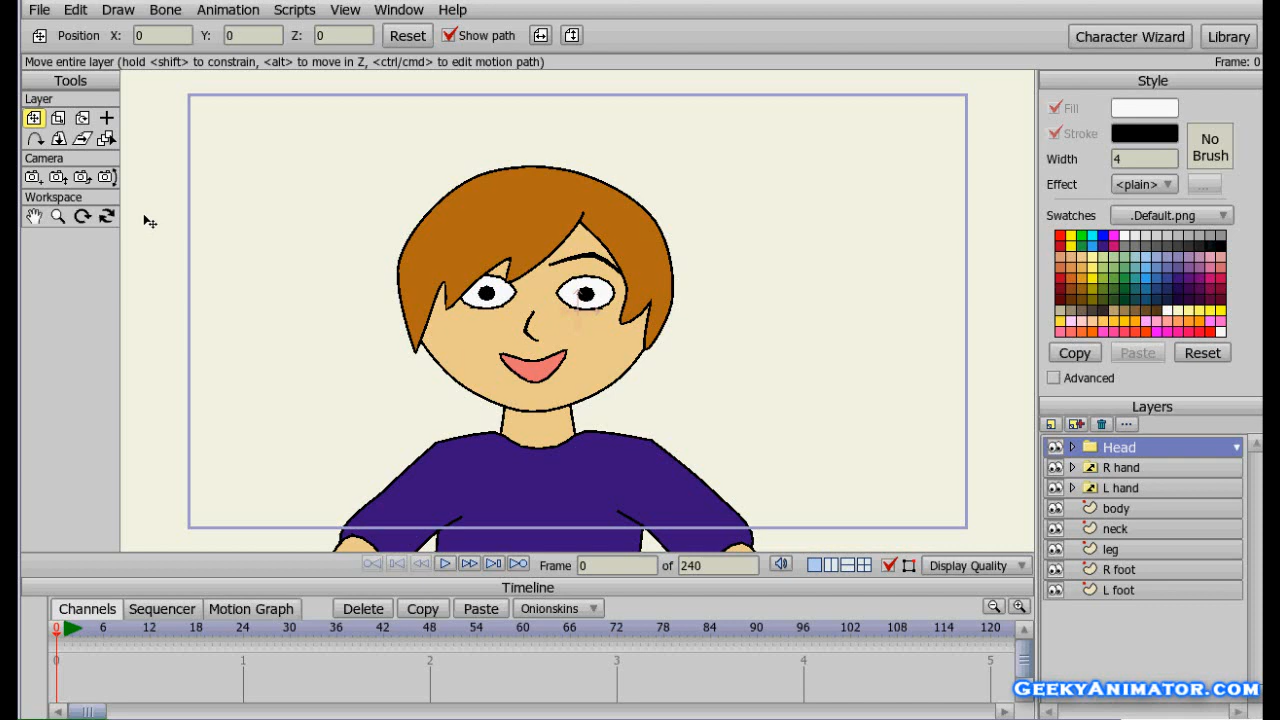 File Edit Draw Bone Animation Scripts View Window Help
Position X: 0 Y: 0 Z: 0 Reset Show path Character Wizard Library
Move entire layer (hold <shift> to constrain, <alt> to move in Z, <ctrl/cmd> to edit motion path) Frame: 0
Tools
Layer
Camera
Workspace
Style
Fill
Stroke
No
Brush
Width 4
Effect <plain> ...
Swatches .Default.png
Copy Paste Reset
Advanced
Layers
Head
R hand
L hand
body
neck
leg
R foot
L foot
Frame 0 of 240 Display Quality
Timeline
Channels Sequencer Motion Graph Delete Copy Paste Onionskins
0 6 12 18 24 30 36 42 48 54 60 66 72 78 84 90 96 102 108 114 120
0 1 2 3 4 5
GeekyAnimator.com